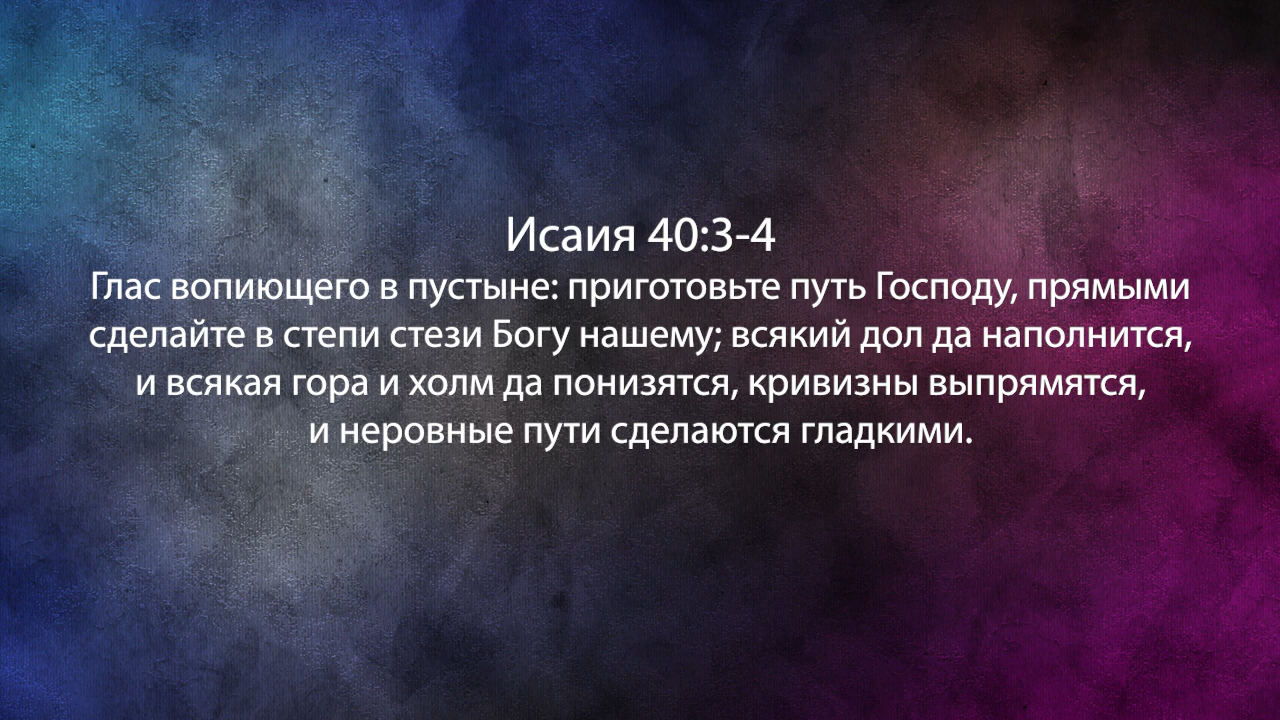 Исаия 40:3-4
Глас вопиющего в пустыне: приготовьте путь Господу, прямыми
сделайте в степи стези Богу нашему; всякий дол да наполнится,
и всякая гора и холм да понизятся, кривизны выпрямятся,
и неровные пути сделаются гладкими.